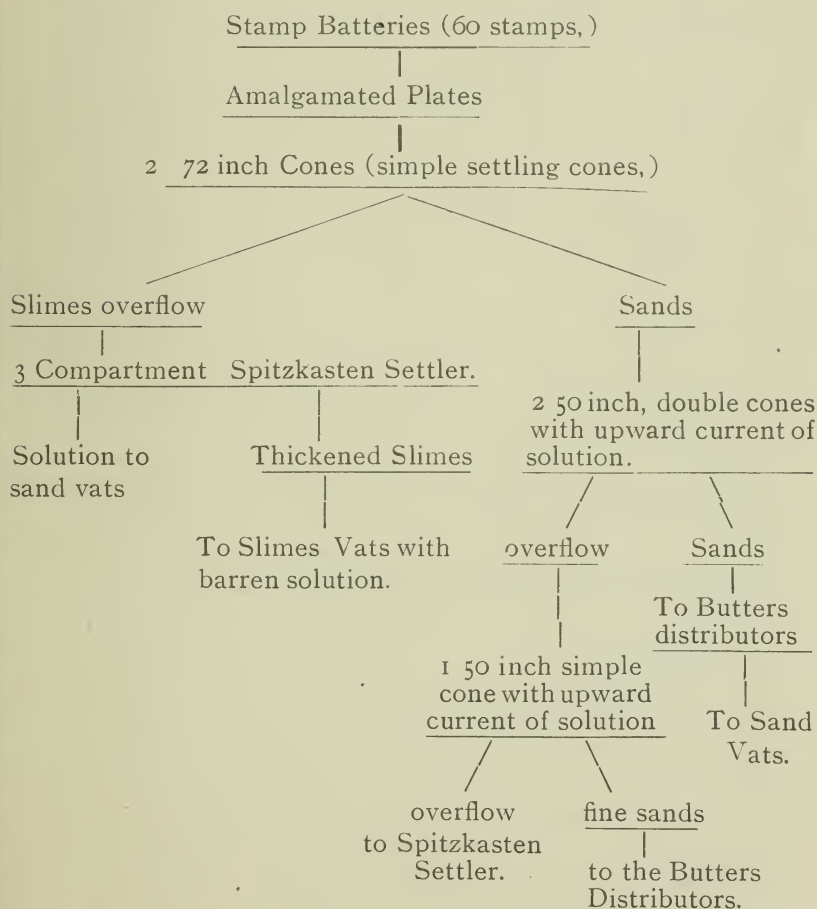 Stamp Batteries (60 stamps,)
Amalgamated Plates
2 72 inch Cones (simple settling cones,)
Slimes overflow
Sands
3 Compartment Spitzkasten Settler.
2 50 inch, double cones
with upward current of
solution.
Solution to
sand vats
Thickened Slimes
To Slimes Vats with
barren solution.
overflow
Sands
To Butters
distributors
1 50 inch simple
cone with upward
current of solution
To Sand
Vats.
overflow
to Spitzkasten
Settler.
fine sands
to the Butters
Distributors.